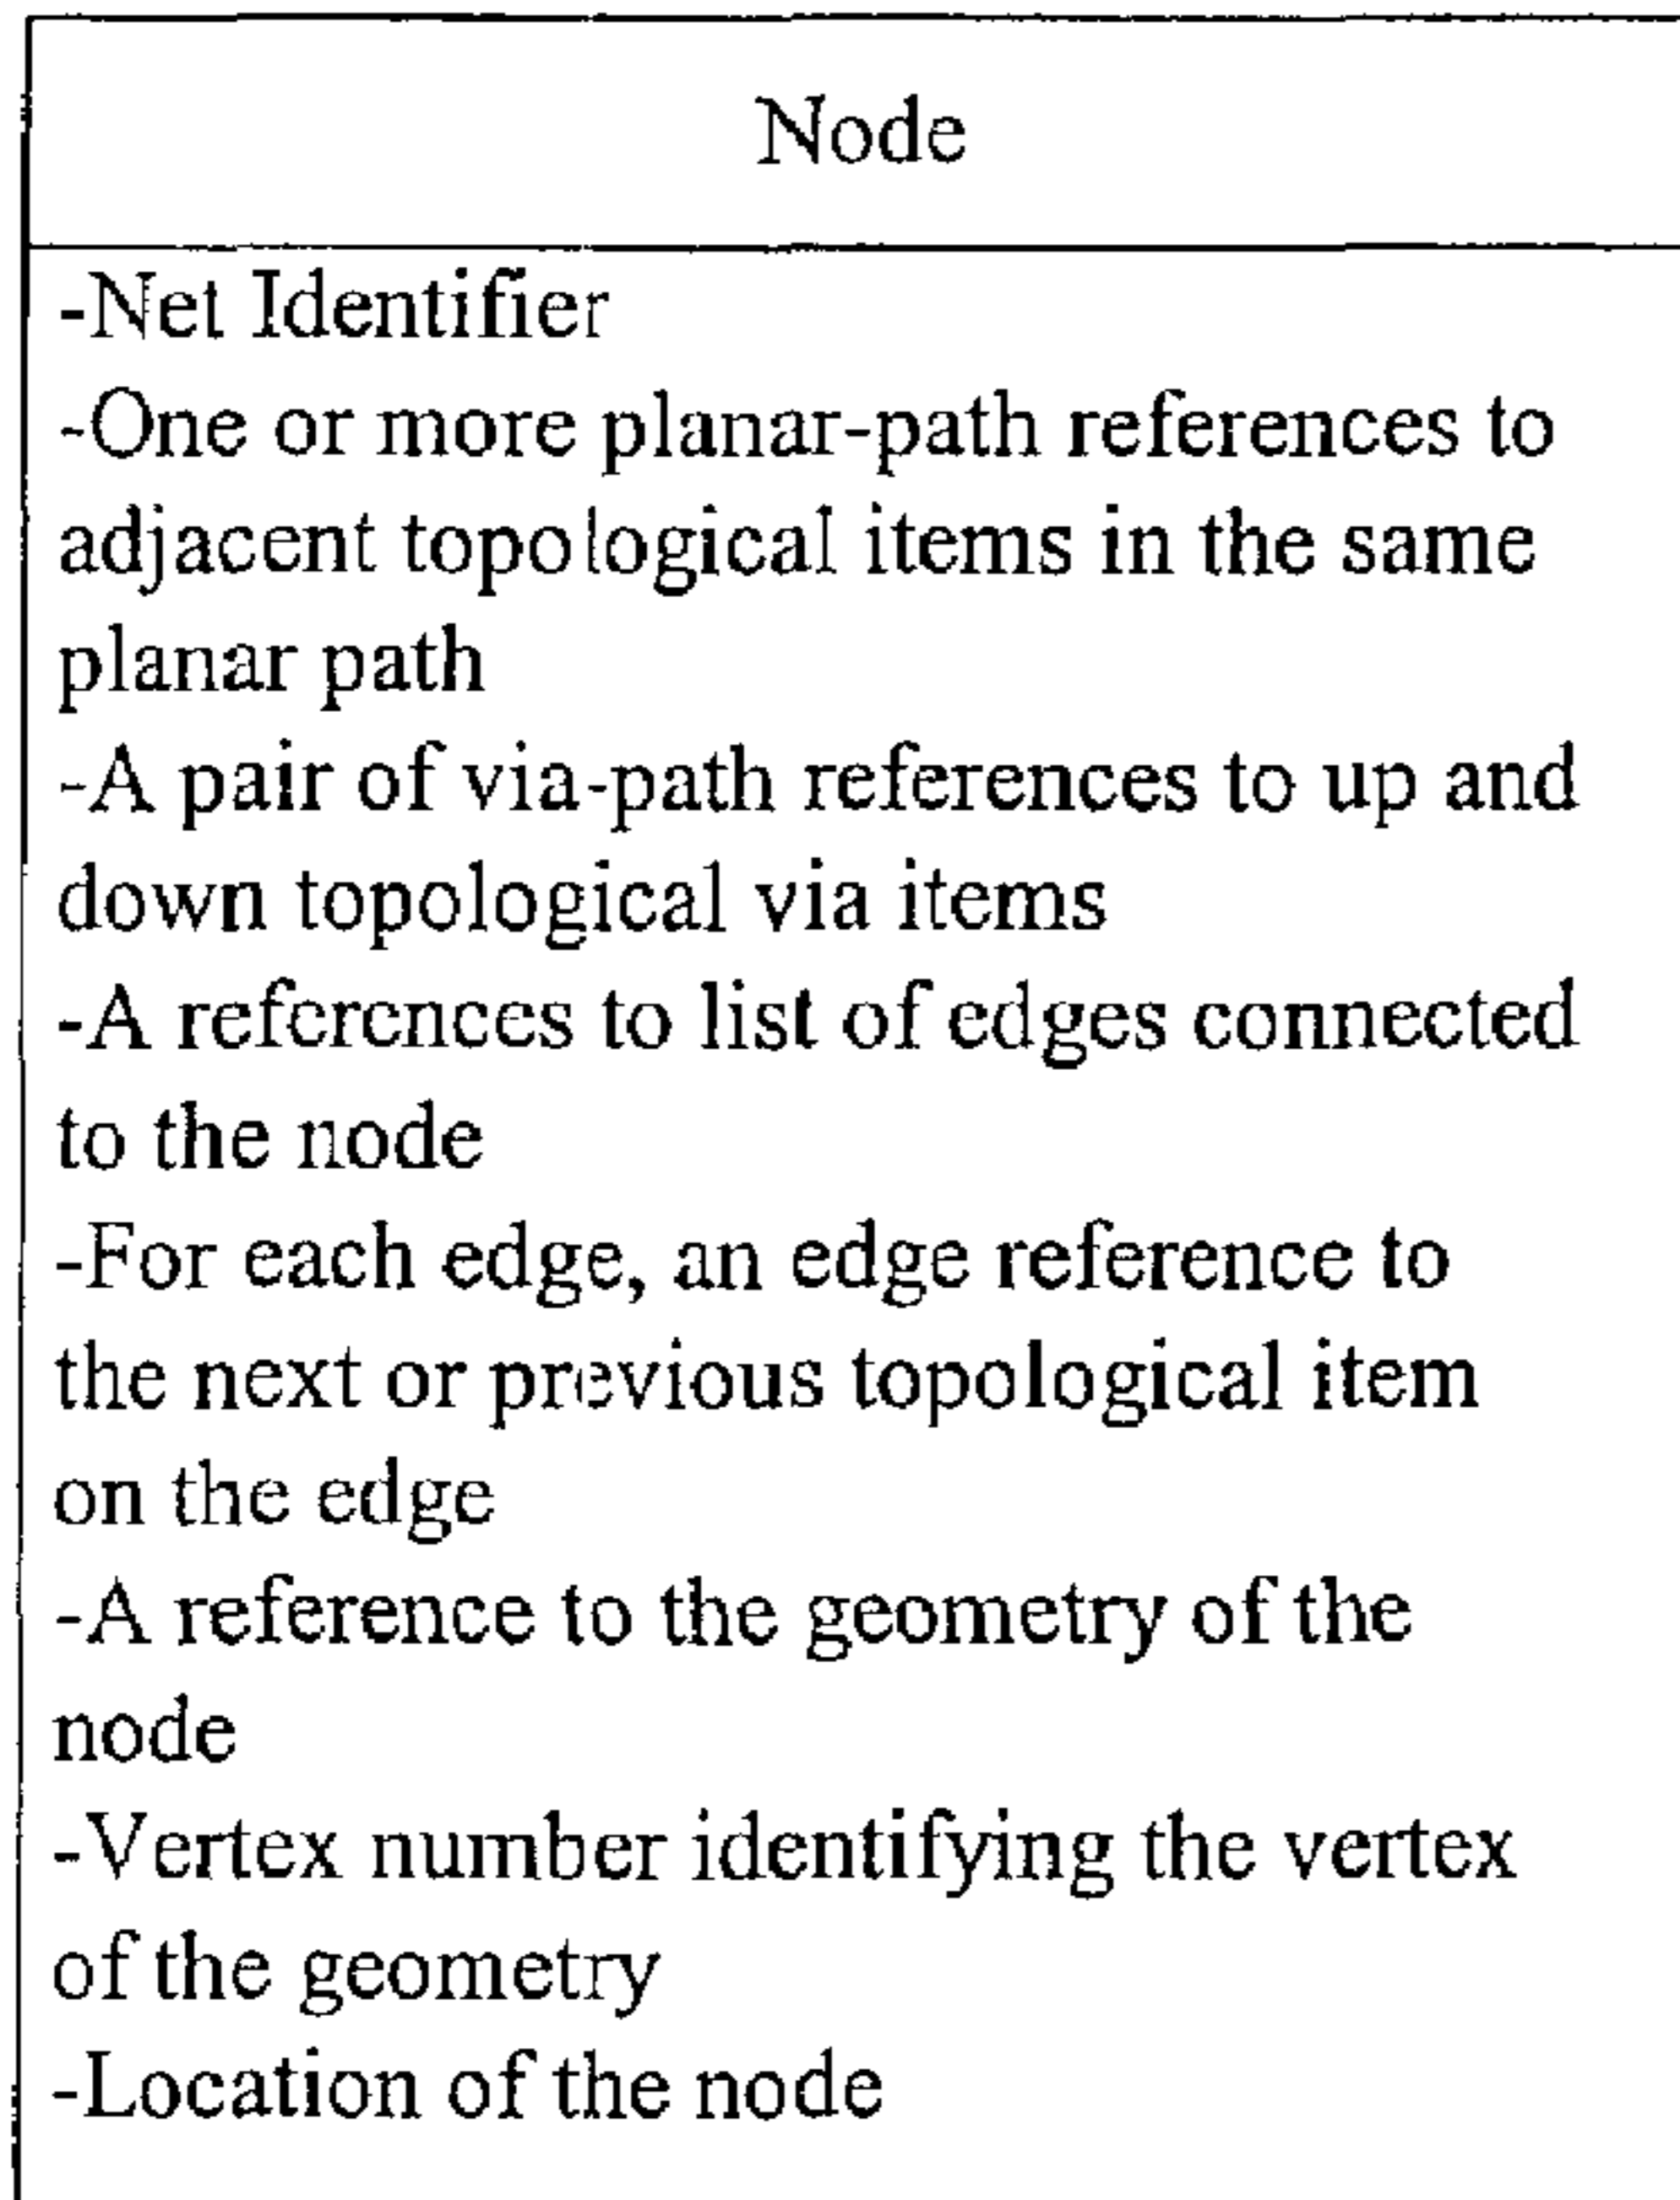 Node
-Net Identifier
-One or more planar-path references to
adjacent topological items in the same
planar path
-A pair of via-path references to up and
down topological via items
-A references to list of edges connected
to the node
-For each edge, an edge reference to
the next or previous topological item
on the edge
-A reference to the geometry of the
node
-Vertex number identifying the vertex
of the geometry
-Location of the node